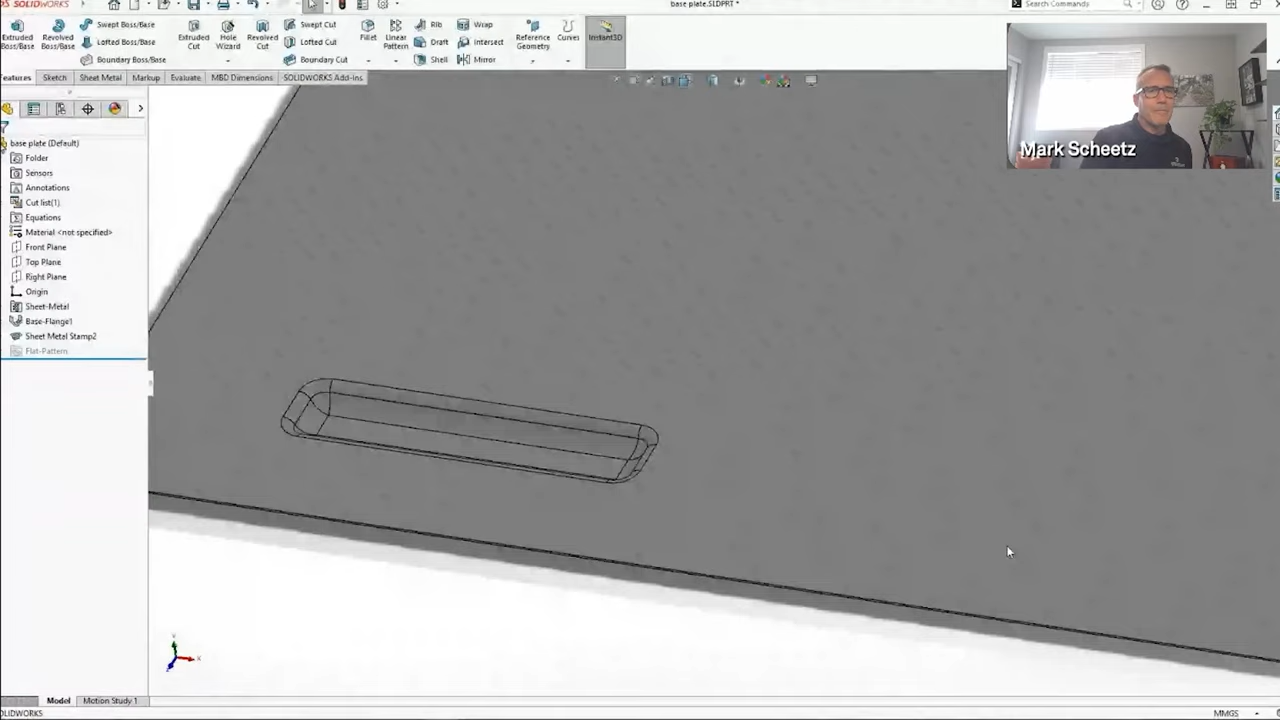 SOLIDWORKS
base plate.SLDPRT *
Search Commands
Extruded Boss/Base
Revolved Boss/Base
Swept Boss/Base
Lofted Boss/Base
Boundary Boss/Base
Extruded Cut
Hole Wizard
Revolved Cut
Swept Cut
Lofted Cut
Boundary Cut
Fillet
Linear Pattern
Rib
Draft
Shell
Wrap
Intersect
Mirror
Reference Geometry
Curves
Instant3D
Features
Sketch
Sheet Metal
Markup
Evaluate
MBD Dimensions
SOLIDWORKS Add-Ins
Mark Scheetz
base plate (Default)
Folder
Sensors
Annotations
Cut list(1)
Equations
Material <not specified>
Front Plane
Top Plane
Right Plane
Origin
Sheet-Metal
Base-Flange1
Sheet Metal Stamp2
Flat-Pattern
Y
X
Z
Model
Motion Study 1
OLIDWORKS
MMGS